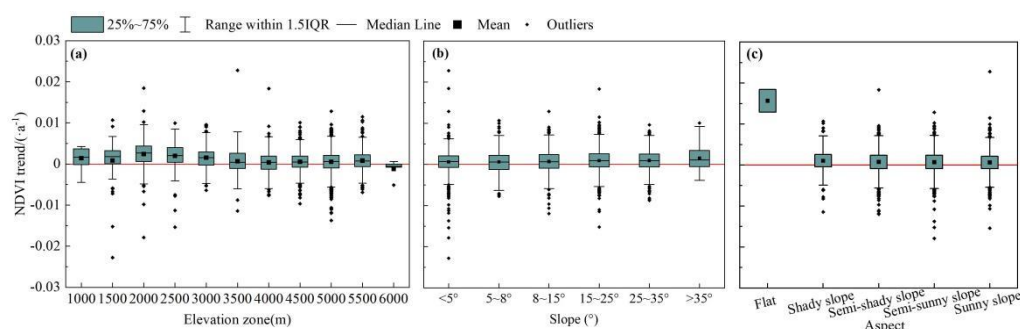 25%~75% Range within 1.5IQR Median Line Mean Outliers
NDVI trend/(·a⁻¹)
0.03
0.02
0.01
0
-0.01
-0.02
-0.03
(a)
1000 1500 2000 2500 3000 3500 4000 4500 5000 5500 6000
Elevation zone(m)
(b)
<5° 5~8° 8~15° 15~25° 25~35° >35°
Slope (°)
(c)
Flat Shady slope Semi-shady slope Semi-sunny slope Sunny slope
Aspect